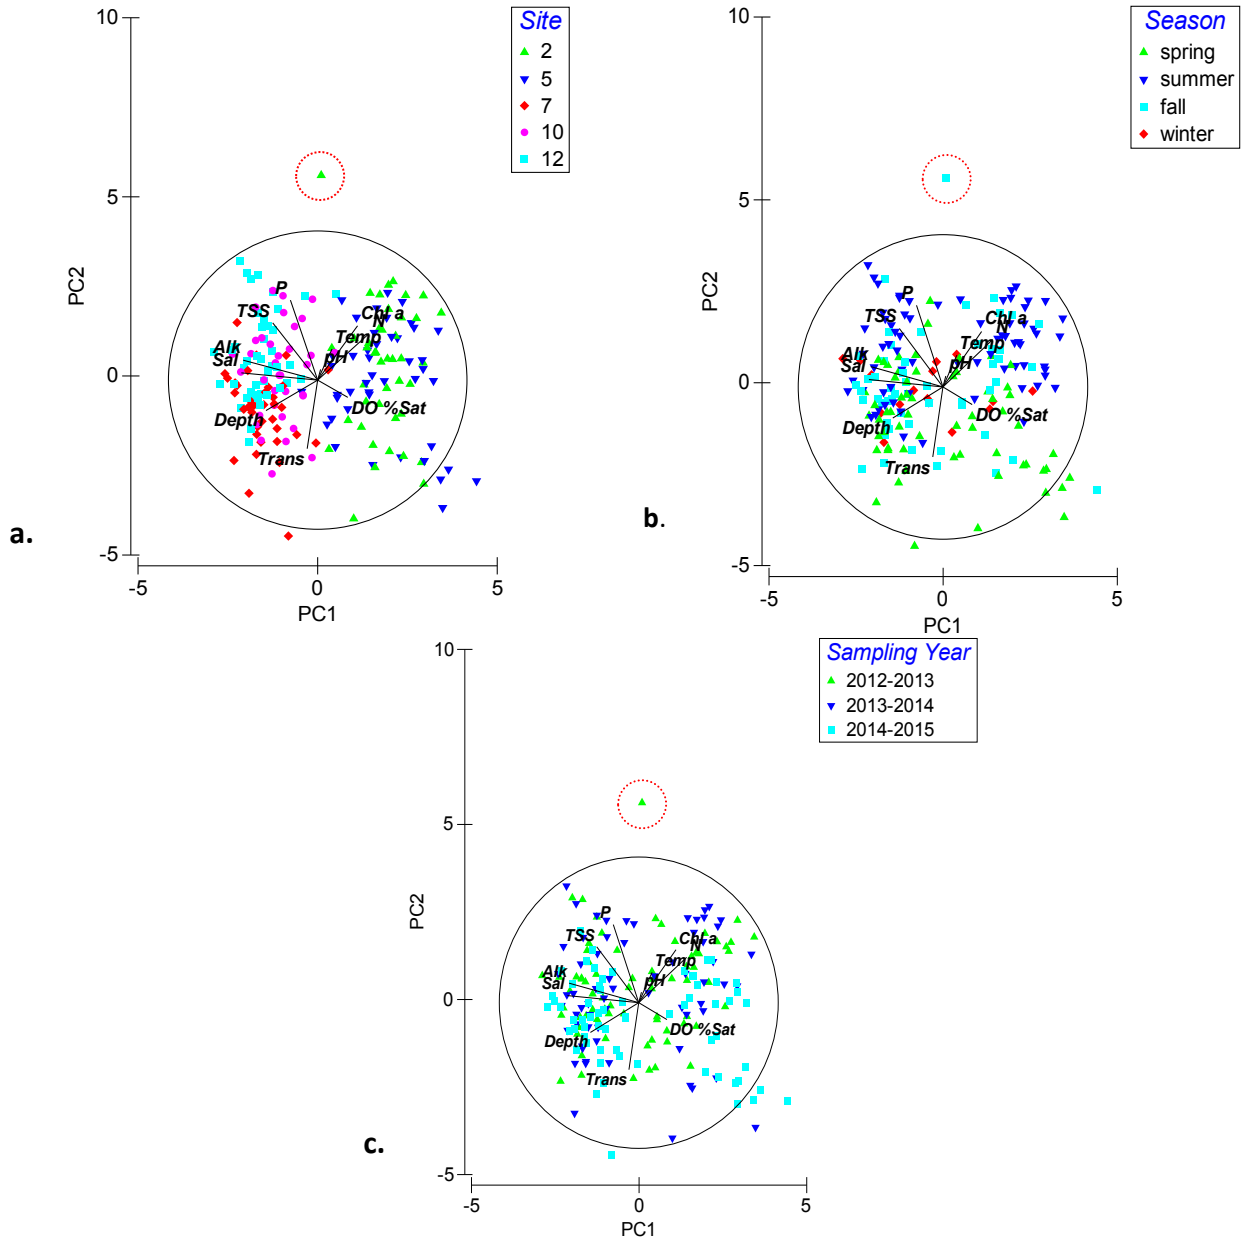 10
5
0
-5
PC2
-5
0
5
PC1
Site
2
5
7
10
12
P
TSS
Chl a
N
Temp
pH
Alk
Sal
DO %Sat
Depth
Trans
a.
10
5
0
-5
PC2
-5
0
5
PC1
Season
spring
summer
fall
winter
P
TSS
Chl a
N
Temp
pH
Alk
Sal
DO %Sat
Depth
Trans
b.
10
5
0
-5
PC2
-5
0
5
PC1
Sampling Year
2012-2013
2013-2014
2014-2015
P
TSS
Chl a
N
Temp
pH
Alk
Sal
DO %Sat
Depth
Trans
c.